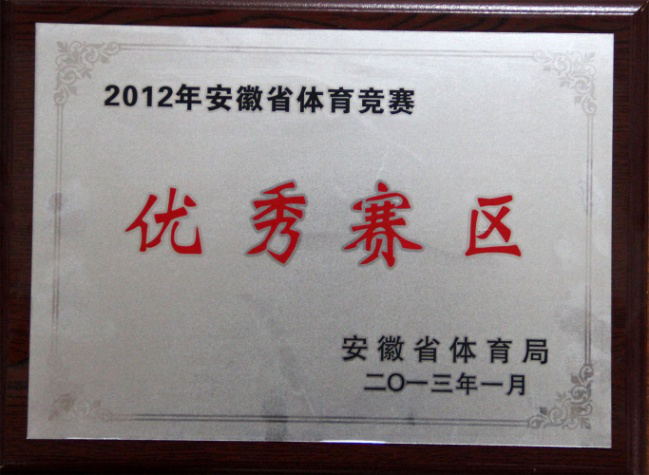 2012年安徽省体育竞赛
优秀赛区
安徽省体育局
二〇一三年一月